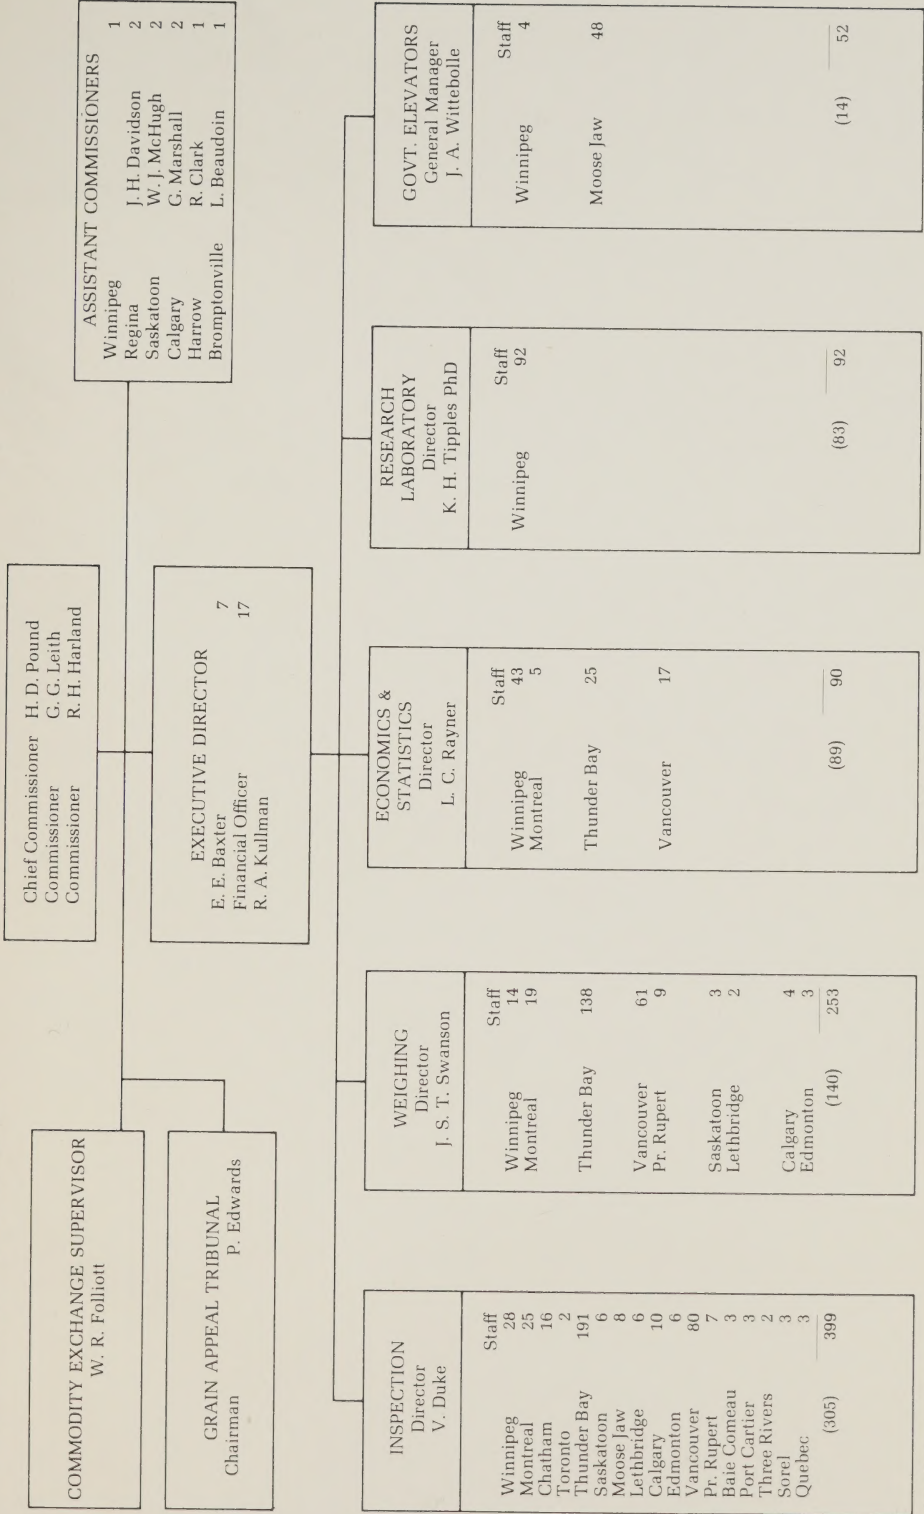 Chief Commissioner H. D. Pound
Commissioner G. G. Leith
Commissioner R. H. Harland
COMMODITY EXCHANGE SUPERVISOR
W. R. Folliott
GRAIN APPEAL TRIBUNAL
Chairman P. Edwards
EXECUTIVE DIRECTOR
E. E. Baxter 7
Financial Officer 17
R. A. Kullman
ASSISTANT COMMISSIONERS
Winnipeg 1
Regina J. H. Davidson 2
Saskatoon W. J. McHugh 2
Calgary G. Marshall 2
Harrow R. Clark 1
Bromptonville L. Beaudoin 1
INSPECTION
Director
V. Duke
Staff
Winnipeg 28
Montreal 25
Chatham 16
Toronto 2
Thunder Bay 191
Saskatoon 6
Moose Jaw 8
Lethbridge 6
Calgary 10
Edmonton 6
Vancouver 80
Pr. Rupert 7
Baie Comeau 3
Port Cartier 3
Three Rivers 2
Sorel 3
Quebec 3
(305) 399
WEIGHING
Director
J. S. T. Swanson
Staff
Winnipeg 14
Montreal 19
Thunder Bay 138
Vancouver 61
Pr. Rupert 9
Saskatoon 3
Lethbridge 2
Calgary 4
Edmonton 3
(140) 253
ECONOMICS &
STATISTICS
Director
L. C. Rayner
Staff
Winnipeg 43
Montreal 5
Thunder Bay 25
Vancouver 17
(89) 90
RESEARCH
LABORATORY
Director
K. H. Tipples PhD
Staff
Winnipeg 92
(83) 92
GOVT. ELEVATORS
General Manager
J. A. Wittebolle
Staff
Winnipeg 4
Moose Jaw 48
(14) 52